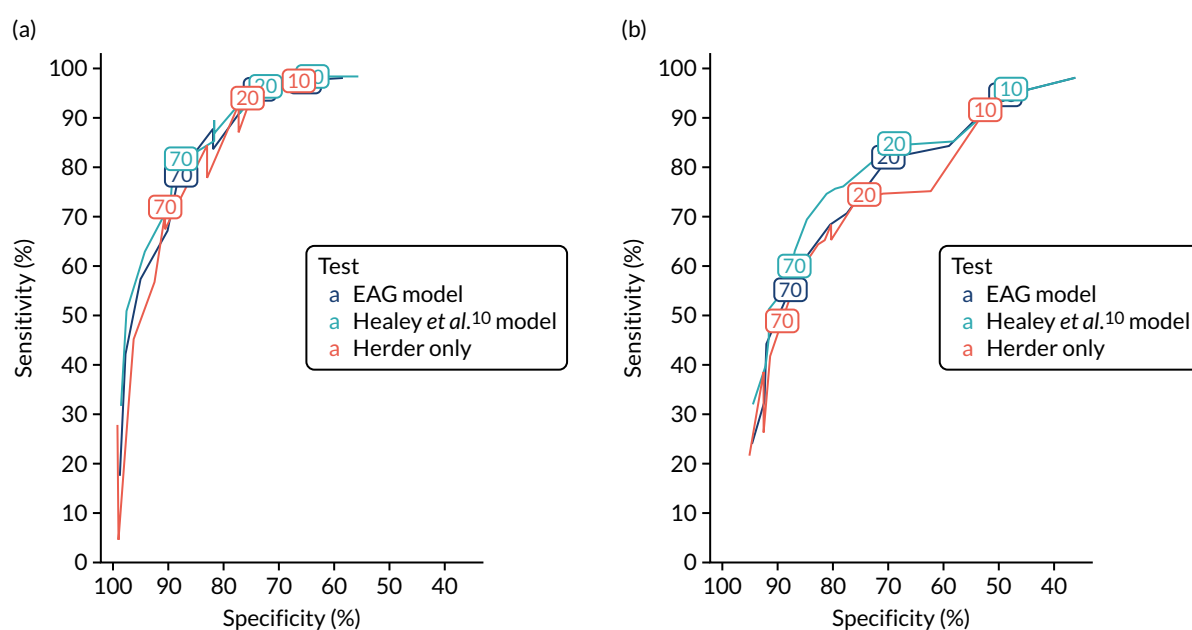 (a)
100
90
80
70
60
50
40
30
20
10
0
Sensitivity (%)
100 90 80 70 60 50 40
Specificity (%)
20
20
10
70
70
70
Test
a EAG model
a Healey et al.¹⁰ model
a Herder only
(b)
100
90
80
70
60
50
40
30
20
10
0
Sensitivity (%)
100 90 80 70 60 50 40
Specificity (%)
10
10
20
20
20
70
70
70
Test
a EAG model
a Healey et al.¹⁰ model
a Herder only